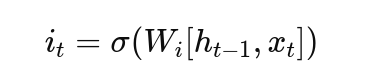 i_t = σ(W_i[h_{t−1}, x_t])